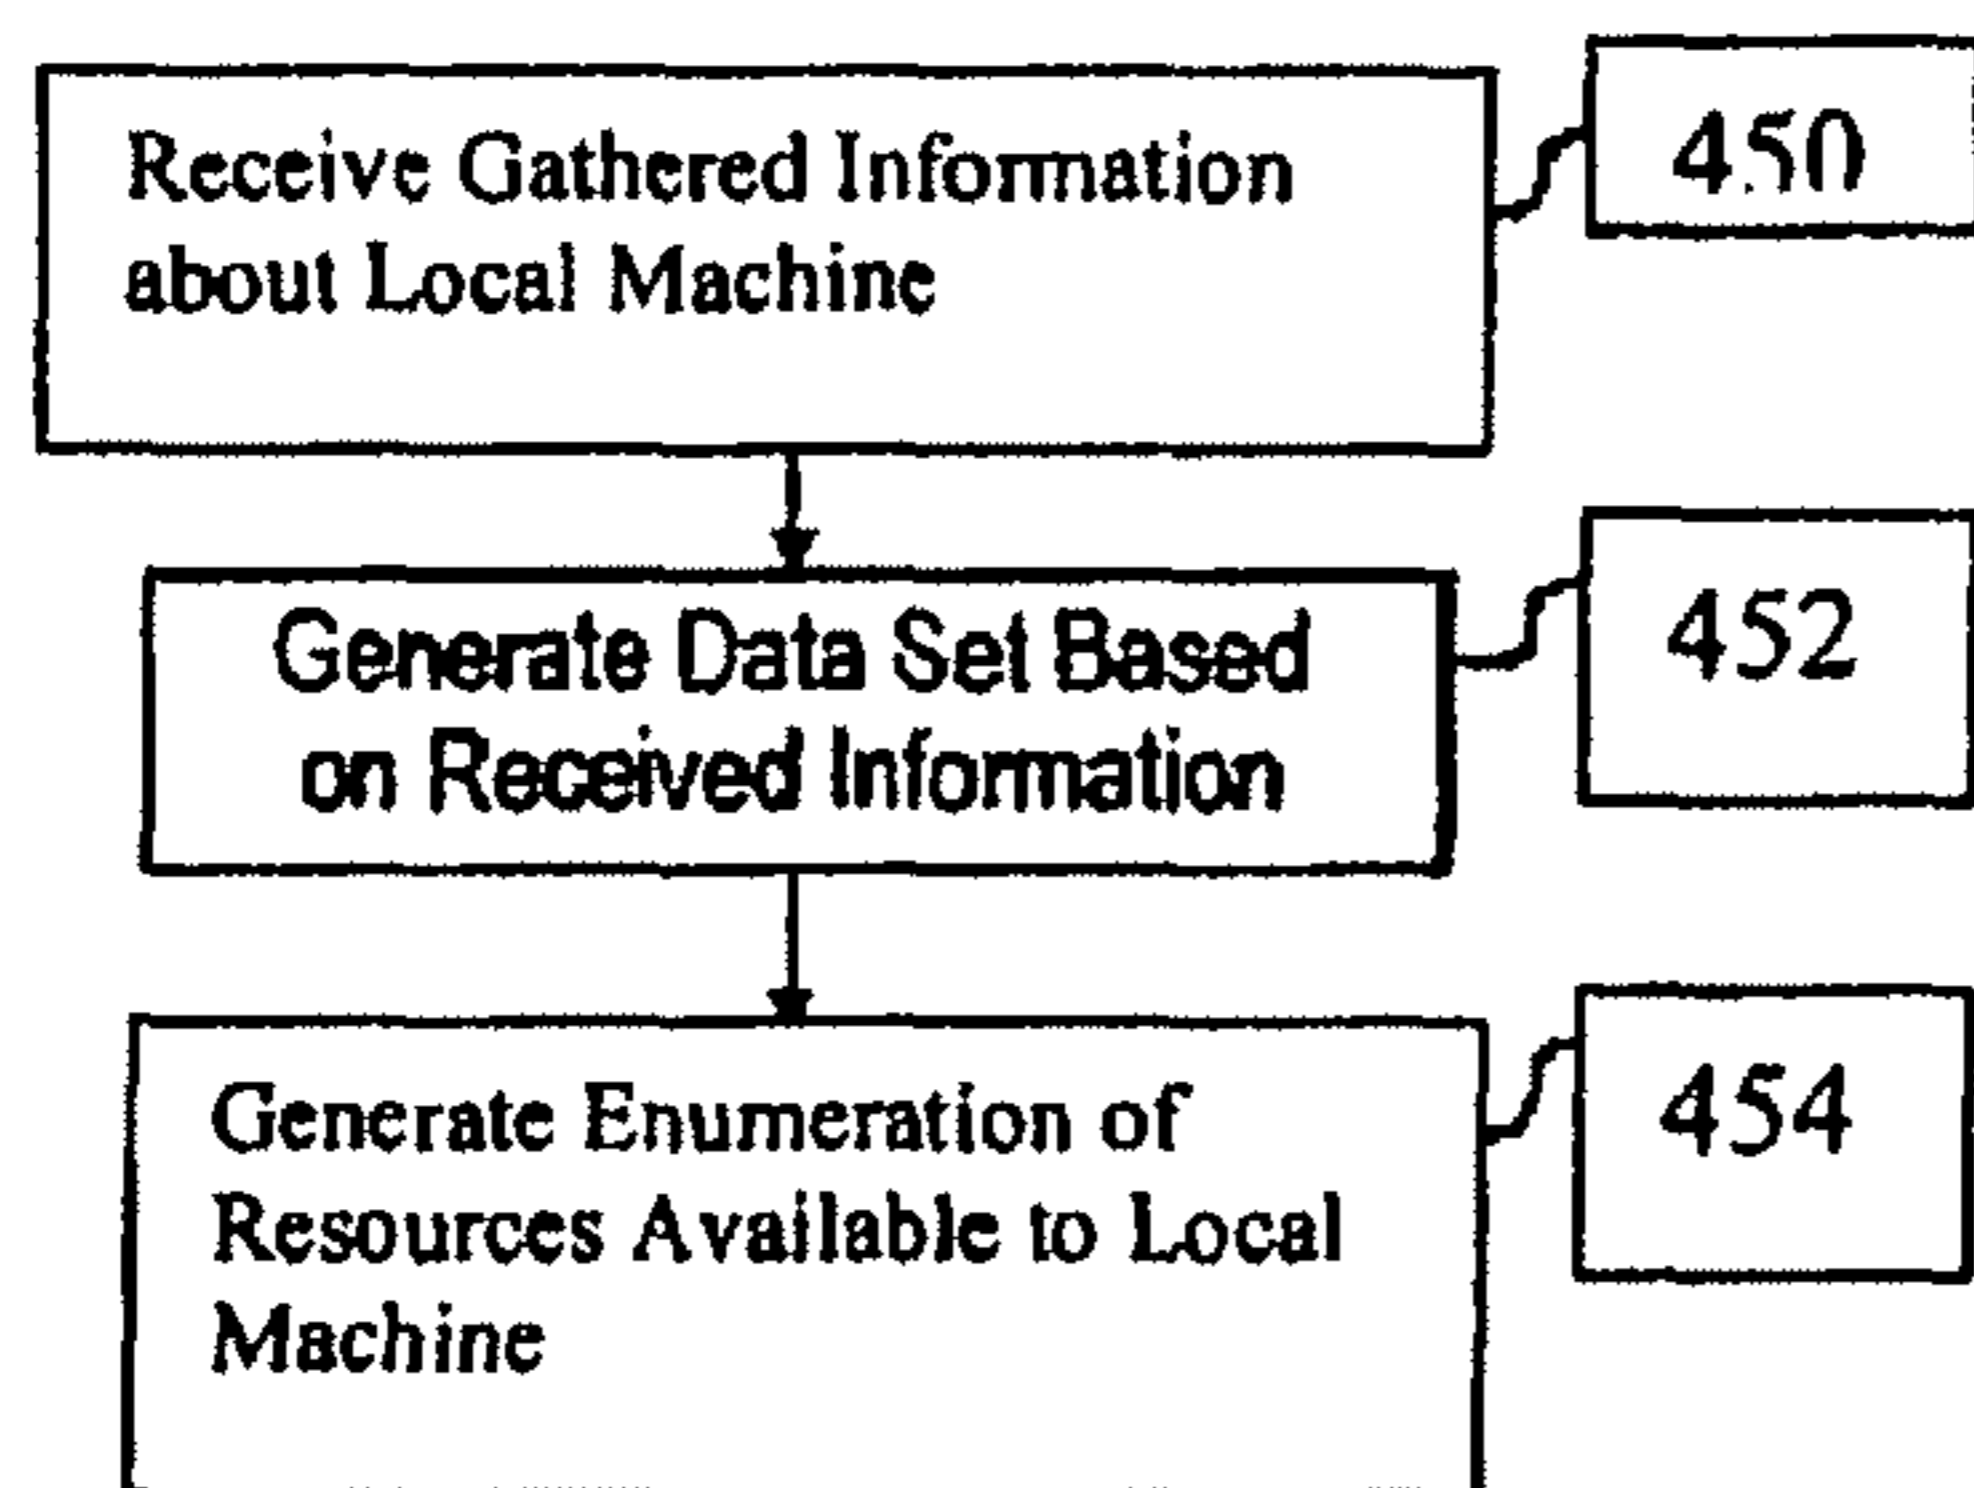 Receive Gathered Information
about Local Machine
450
Generate Data Set Based
on Received Information
452
Generate Enumeration of
Resources Available to Local
Machine
454